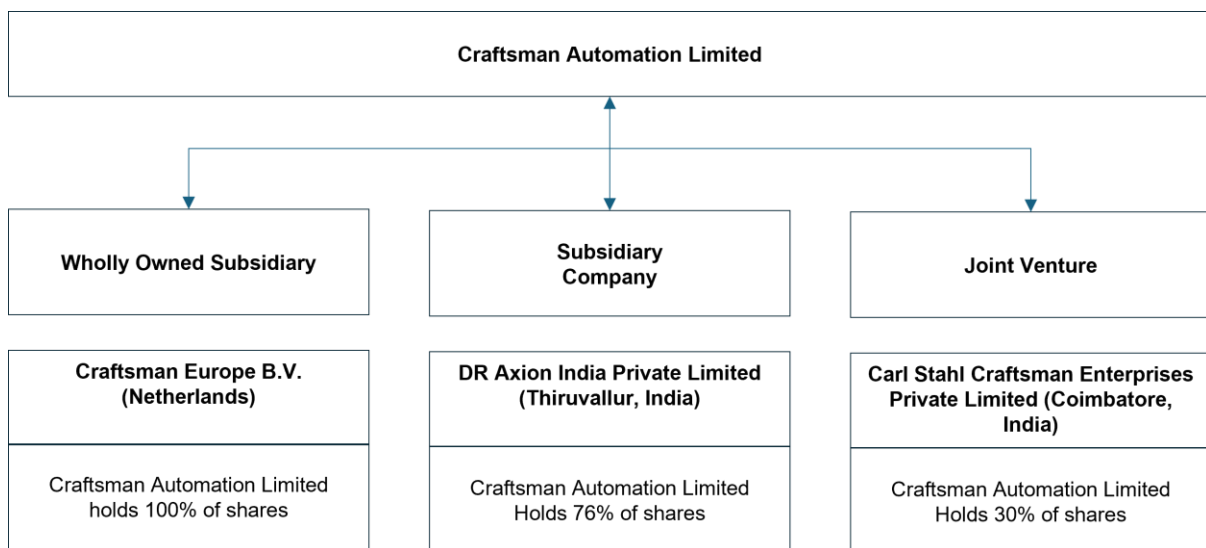 Craftsman Automation Limited
Wholly Owned Subsidiary
Subsidiary
Company
Joint Venture
Craftsman Europe B.V.
(Netherlands)
DR Axion India Private Limited
(Thiruvallur, India)
Carl Stahl Craftsman Enterprises
Private Limited (Coimbatore,
India)
Craftsman Automation Limited
holds 100% of shares
Craftsman Automation Limited
Holds 76% of shares
Craftsman Automation Limited
Holds 30% of shares